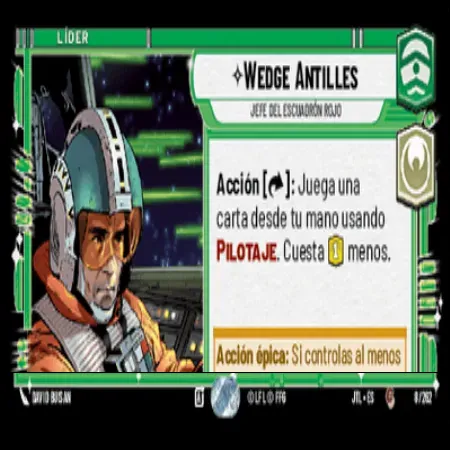 LÍDER
WEDGE ANTILLES
JEFE DEL ESCUADRÓN ROJO
Acción [ ]: Juega una
carta desde tu mano usando
PILOTAJE. Cuesta 1 menos.
Acción épica: Si controlas al menos
DAVID BUISAN
©LFL ©FFG
JTL • ES
8/262